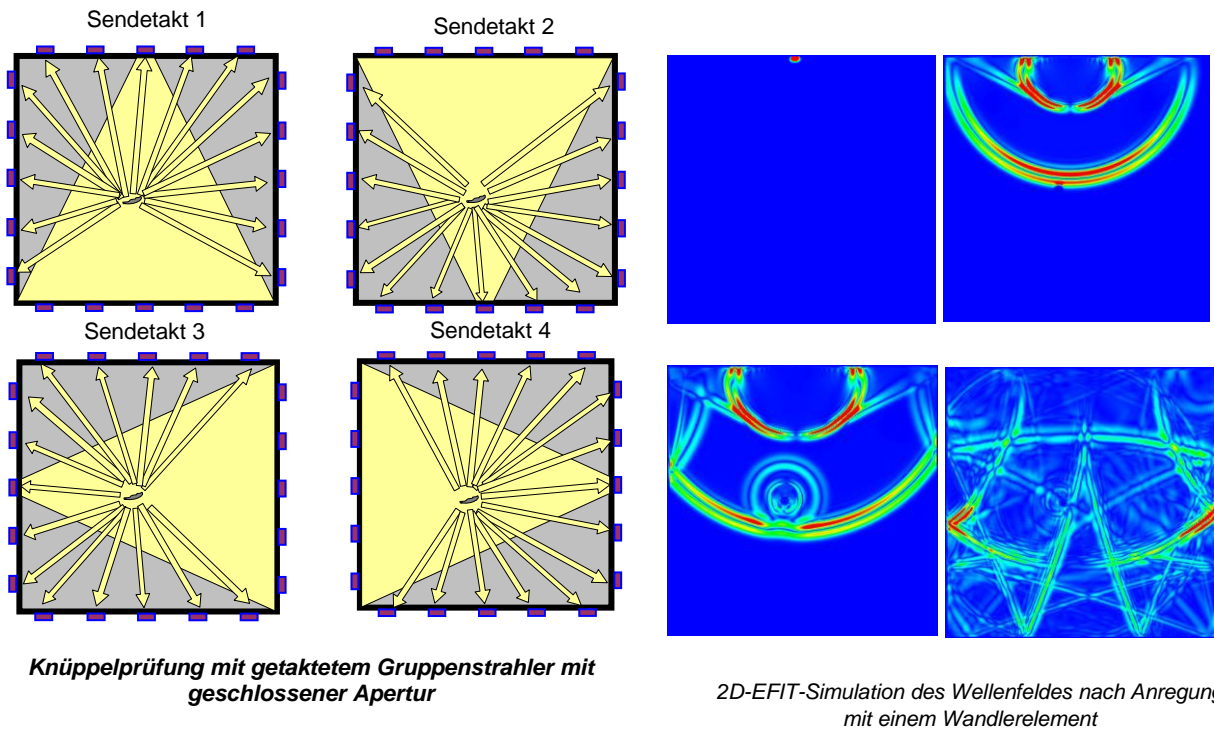 Sendetakt 1
Sendetakt 2
Sendetakt 3
Sendetakt 4
Knüppelprüfung mit getaktetem Gruppenstrahler mit
geschlossener Apertur
2D-EFIT-Simulation des Wellenfeldes nach Anregung
mit einem Wandlerelement